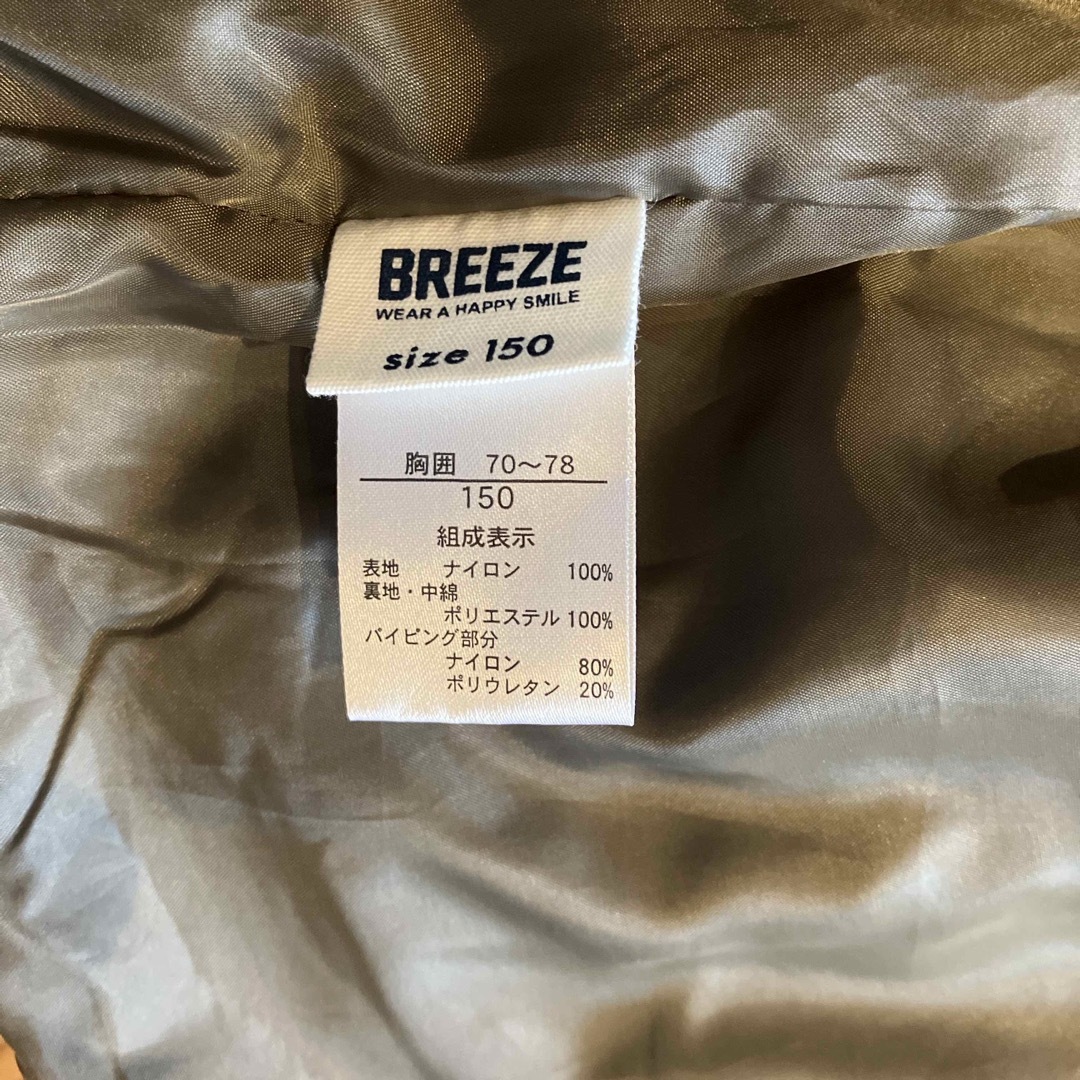 BREEZE
WEAR A HAPPY SMILE
size 150
胸囲 70〜78
150
組成表示
表地 ナイロン 100%
裏地・中綿
ポリエステル 100%
パイピング部分
ナイロン 80%
ポリウレタン 20%